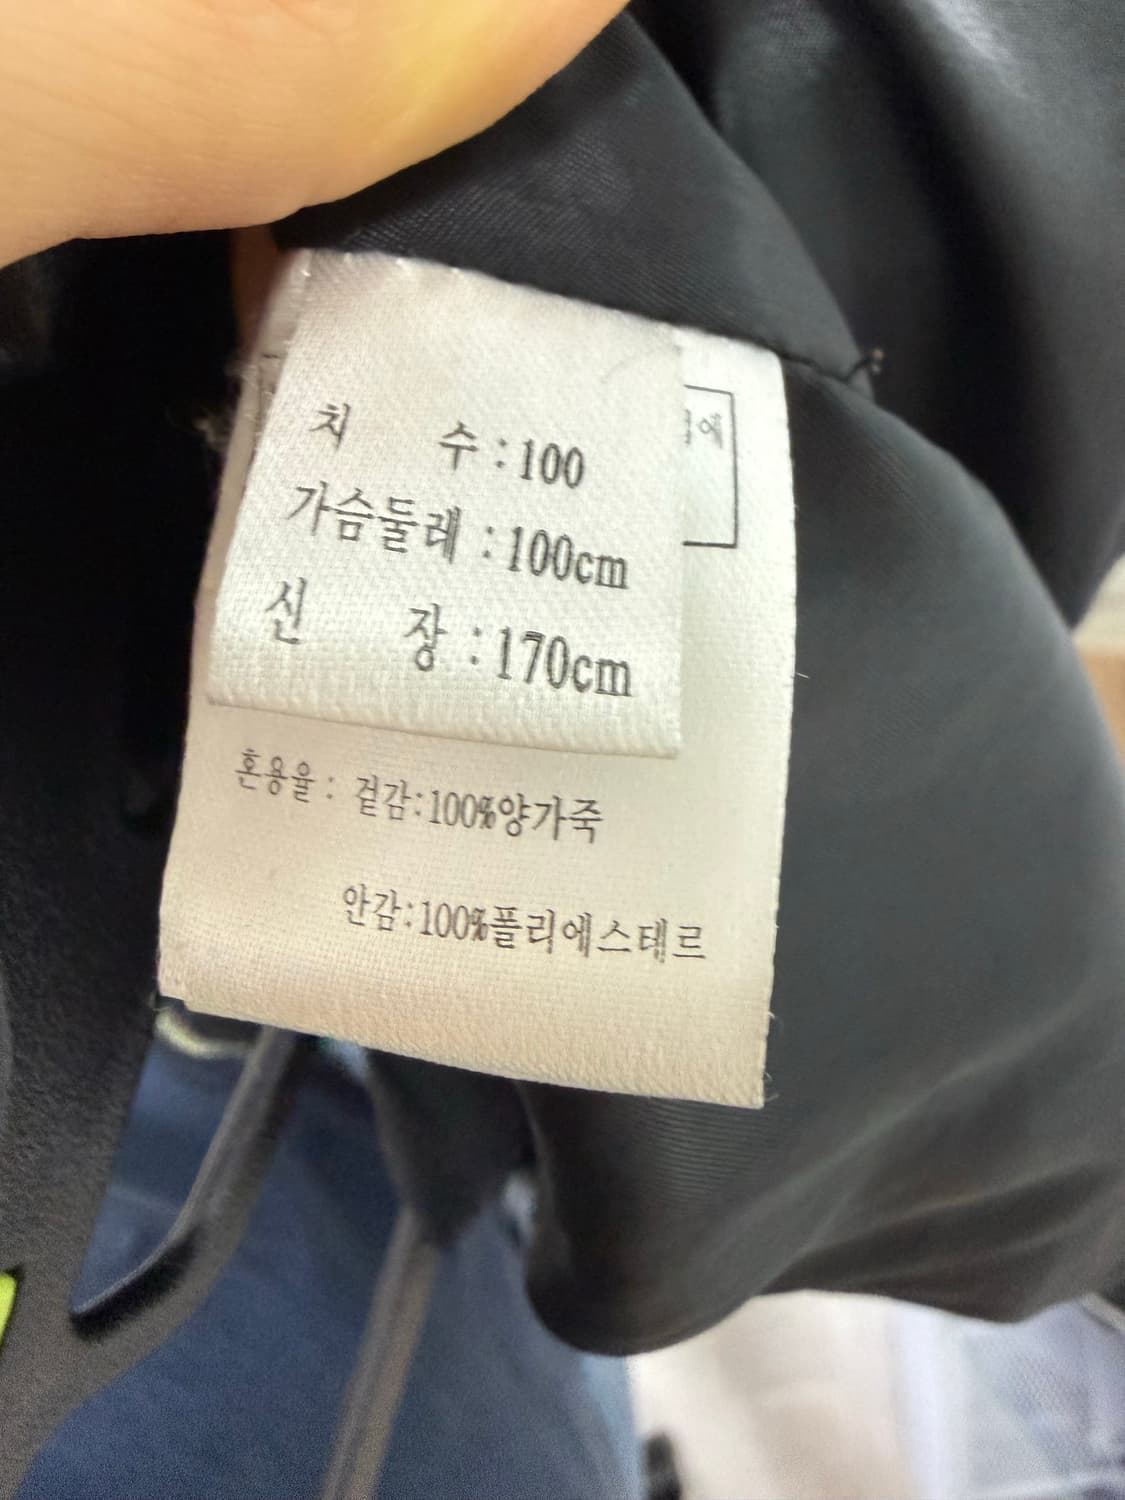 치 수 : 100
가슴둘레 : 100cm
신 장 : 170cm
혼용율 : 겉감:100%양가죽
안감:100%폴리에스테르